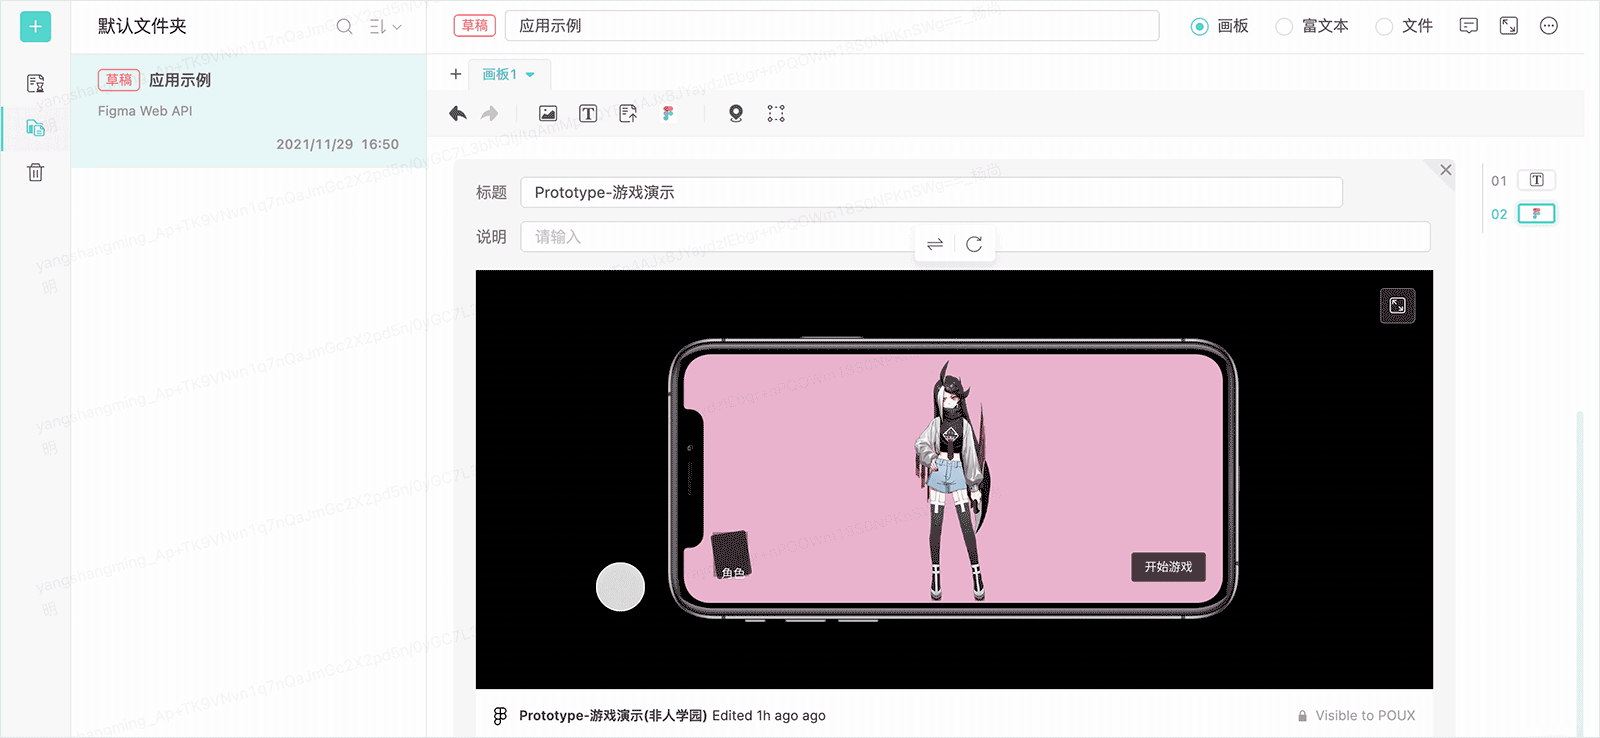 默认文件夹
草稿 应用示例
Figma Web API
2021/11/29 16:50
草稿 应用示例
画板 富文本 文件
画板1
标题 Prototype-游戏演示
说明 请输入
01
02
角色
开始游戏
Prototype-游戏演示(非人学园) Edited 1h ago ago
Visible to POUX